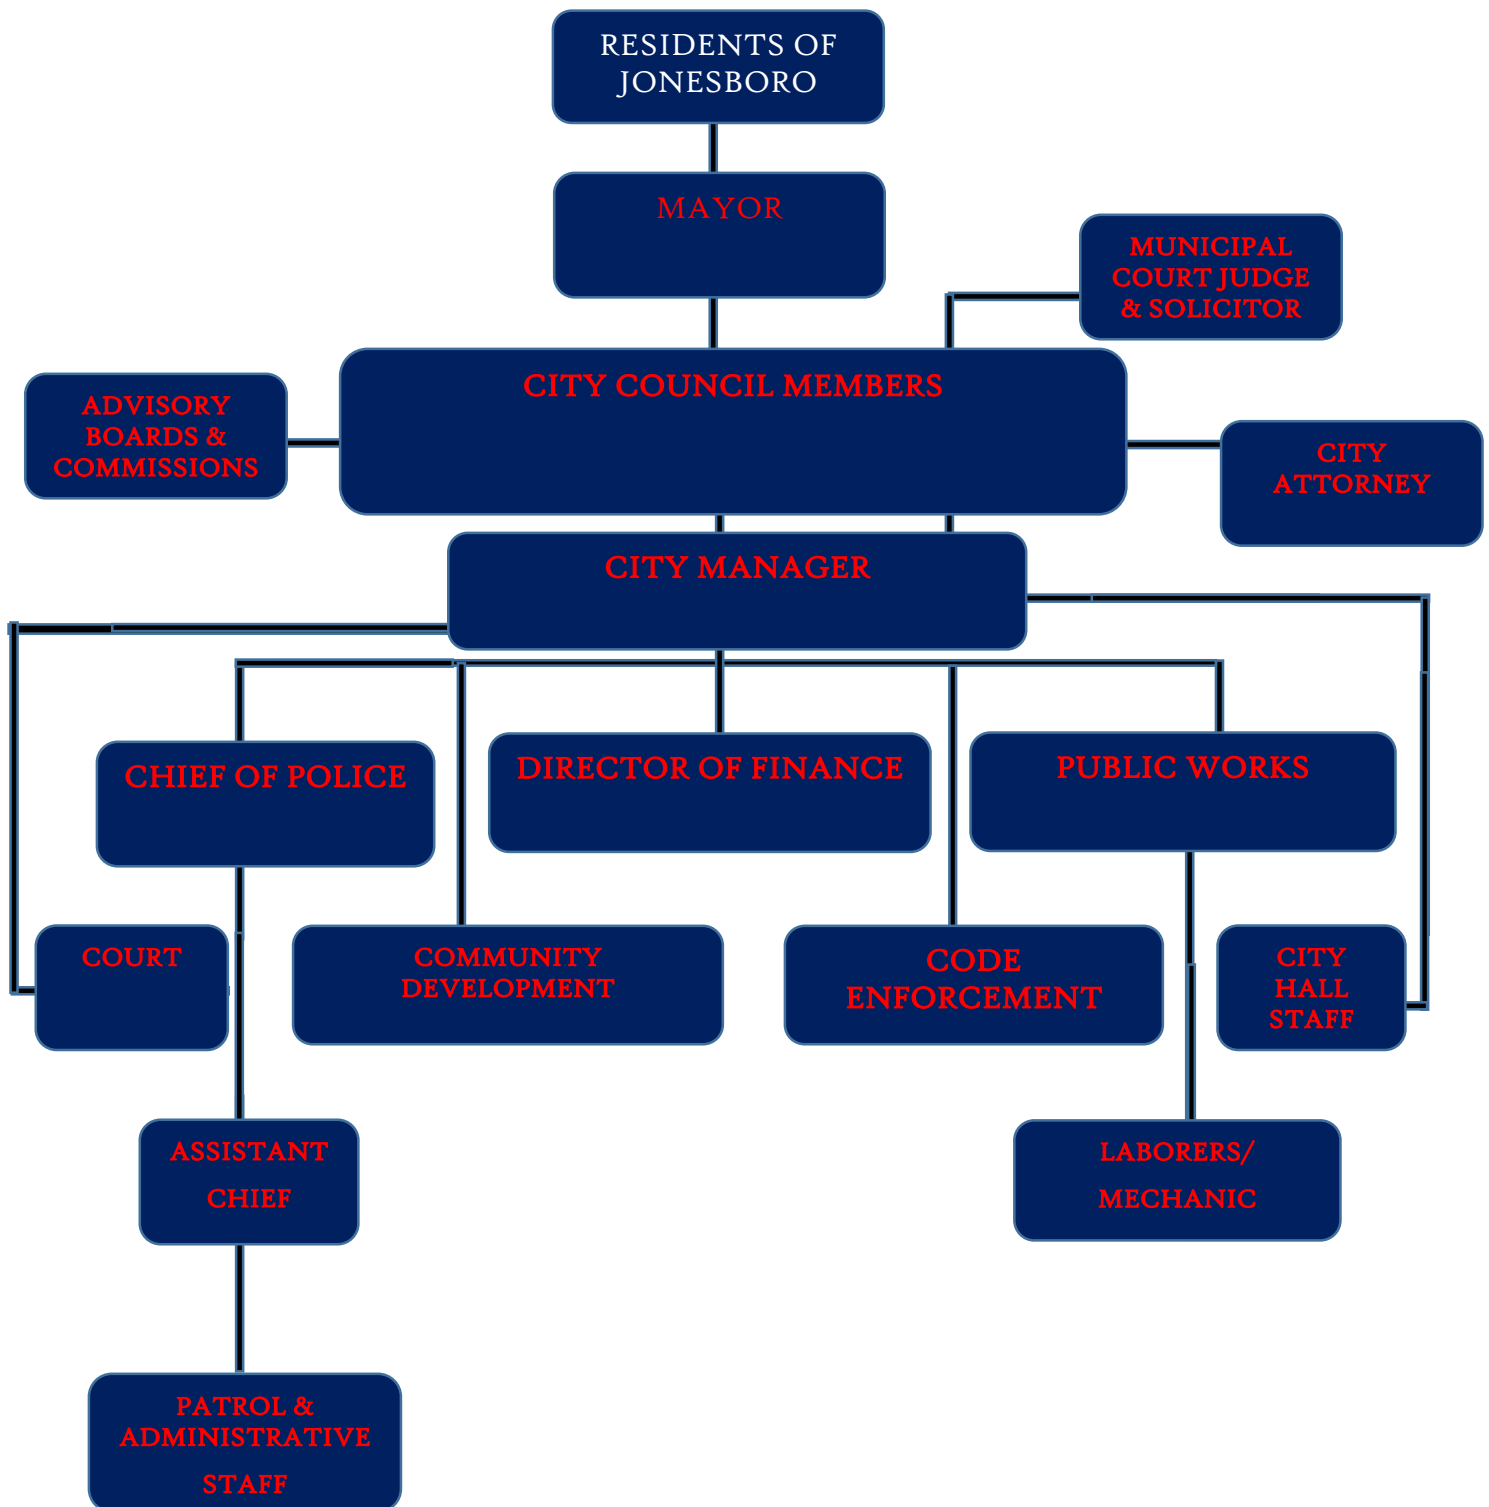 RESIDENTS OF
JONESBORO
MAYOR
MUNICIPAL
COURT JUDGE
& SOLICITOR
CITY COUNCIL MEMBERS
ADVISORY
BOARDS &
COMMISSIONS
CITY
ATTORNEY
CITY MANAGER
CHIEF OF POLICE
DIRECTOR OF FINANCE
PUBLIC WORKS
COURT
COMMUNITY
DEVELOPMENT
CODE
ENFORCEMENT
CITY
HALL
STAFF
ASSISTANT
CHIEF
LABORERS/
MECHANIC
PATROL &
ADMINISTRATIVE
STAFF